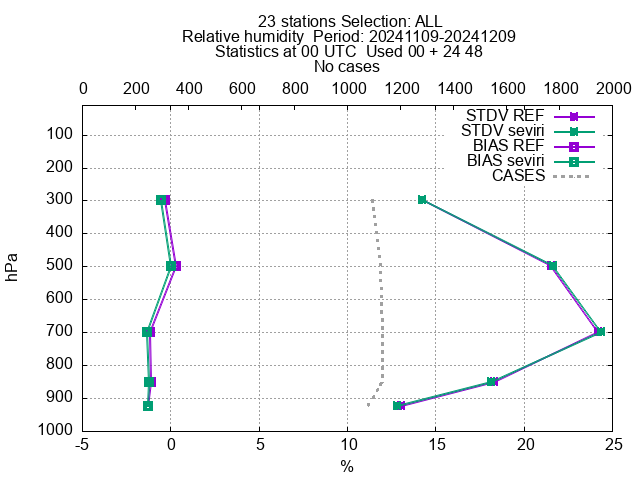 23 stations Selection: ALL
Relative humidity  Period: 20241109-20241209
Statistics at 00 UTC  Used 00 + 24 48
No cases
0 200 400 600 800 1000 1200 1400 1600 1800 2000
STDV REF
STDV seviri
BIAS REF
BIAS seviri
CASES
100
200
300
400
500
600
700
800
900
1000
hPa
-5 0 5 10 15 20 25
%